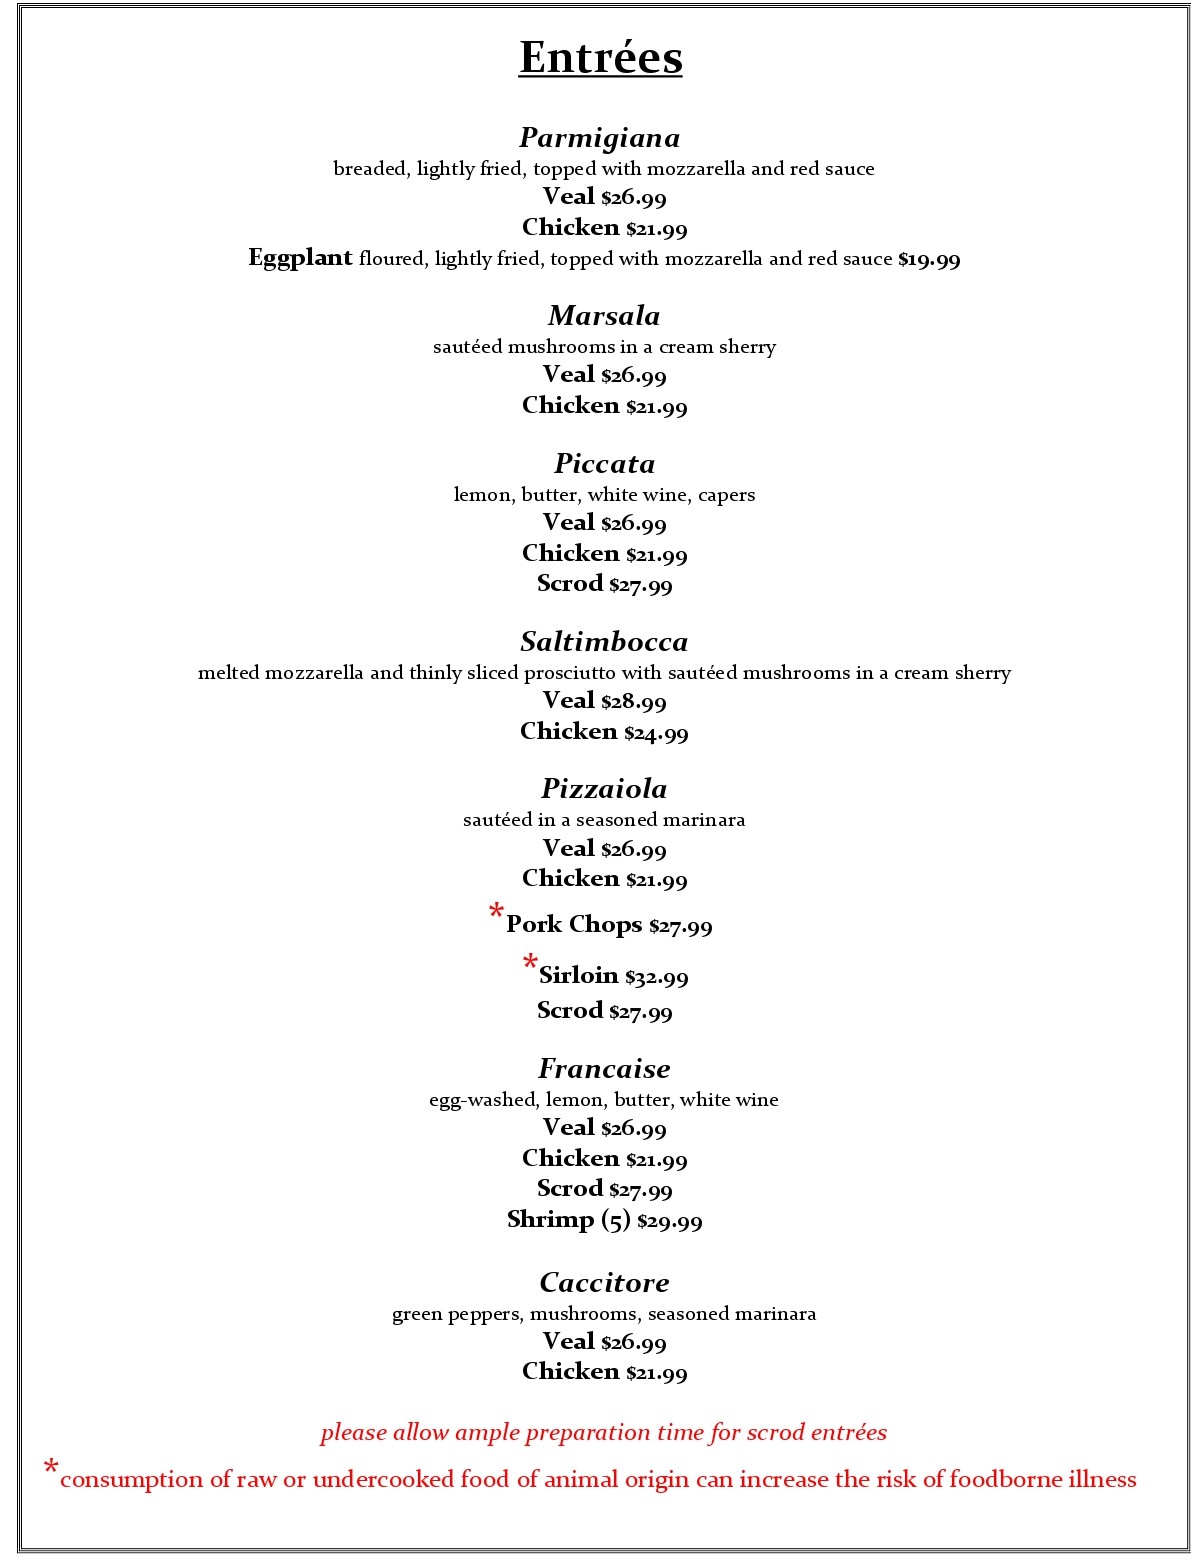 Entrées
Parmigiana
breaded, lightly fried, topped with mozzarella and red sauce
Veal $26.99
Chicken $21.99
Eggplant floured, lightly fried, topped with mozzarella and red sauce $19.99
Marsala
sautéed mushrooms in a cream sherry
Veal $26.99
Chicken $21.99
Piccata
lemon, butter, white wine, capers
Veal $26.99
Chicken $21.99
Scrod $27.99
Saltimbocca
melted mozzarella and thinly sliced prosciutto with sautéed mushrooms in a cream sherry
Veal $28.99
Chicken $24.99
Pizzaiola
sautéed in a seasoned marinara
Veal $26.99
Chicken $21.99
*Pork Chops $27.99
*Sirloin $32.99
Scrod $27.99
Francaise
egg-washed, lemon, butter, white wine
Veal $26.99
Chicken $21.99
Scrod $27.99
Shrimp (5) $29.99
Caccitore
green peppers, mushrooms, seasoned marinara
Veal $26.99
Chicken $21.99
please allow ample preparation time for scrod entrées
*consumption of raw or undercooked food of animal origin can increase the risk of foodborne illness